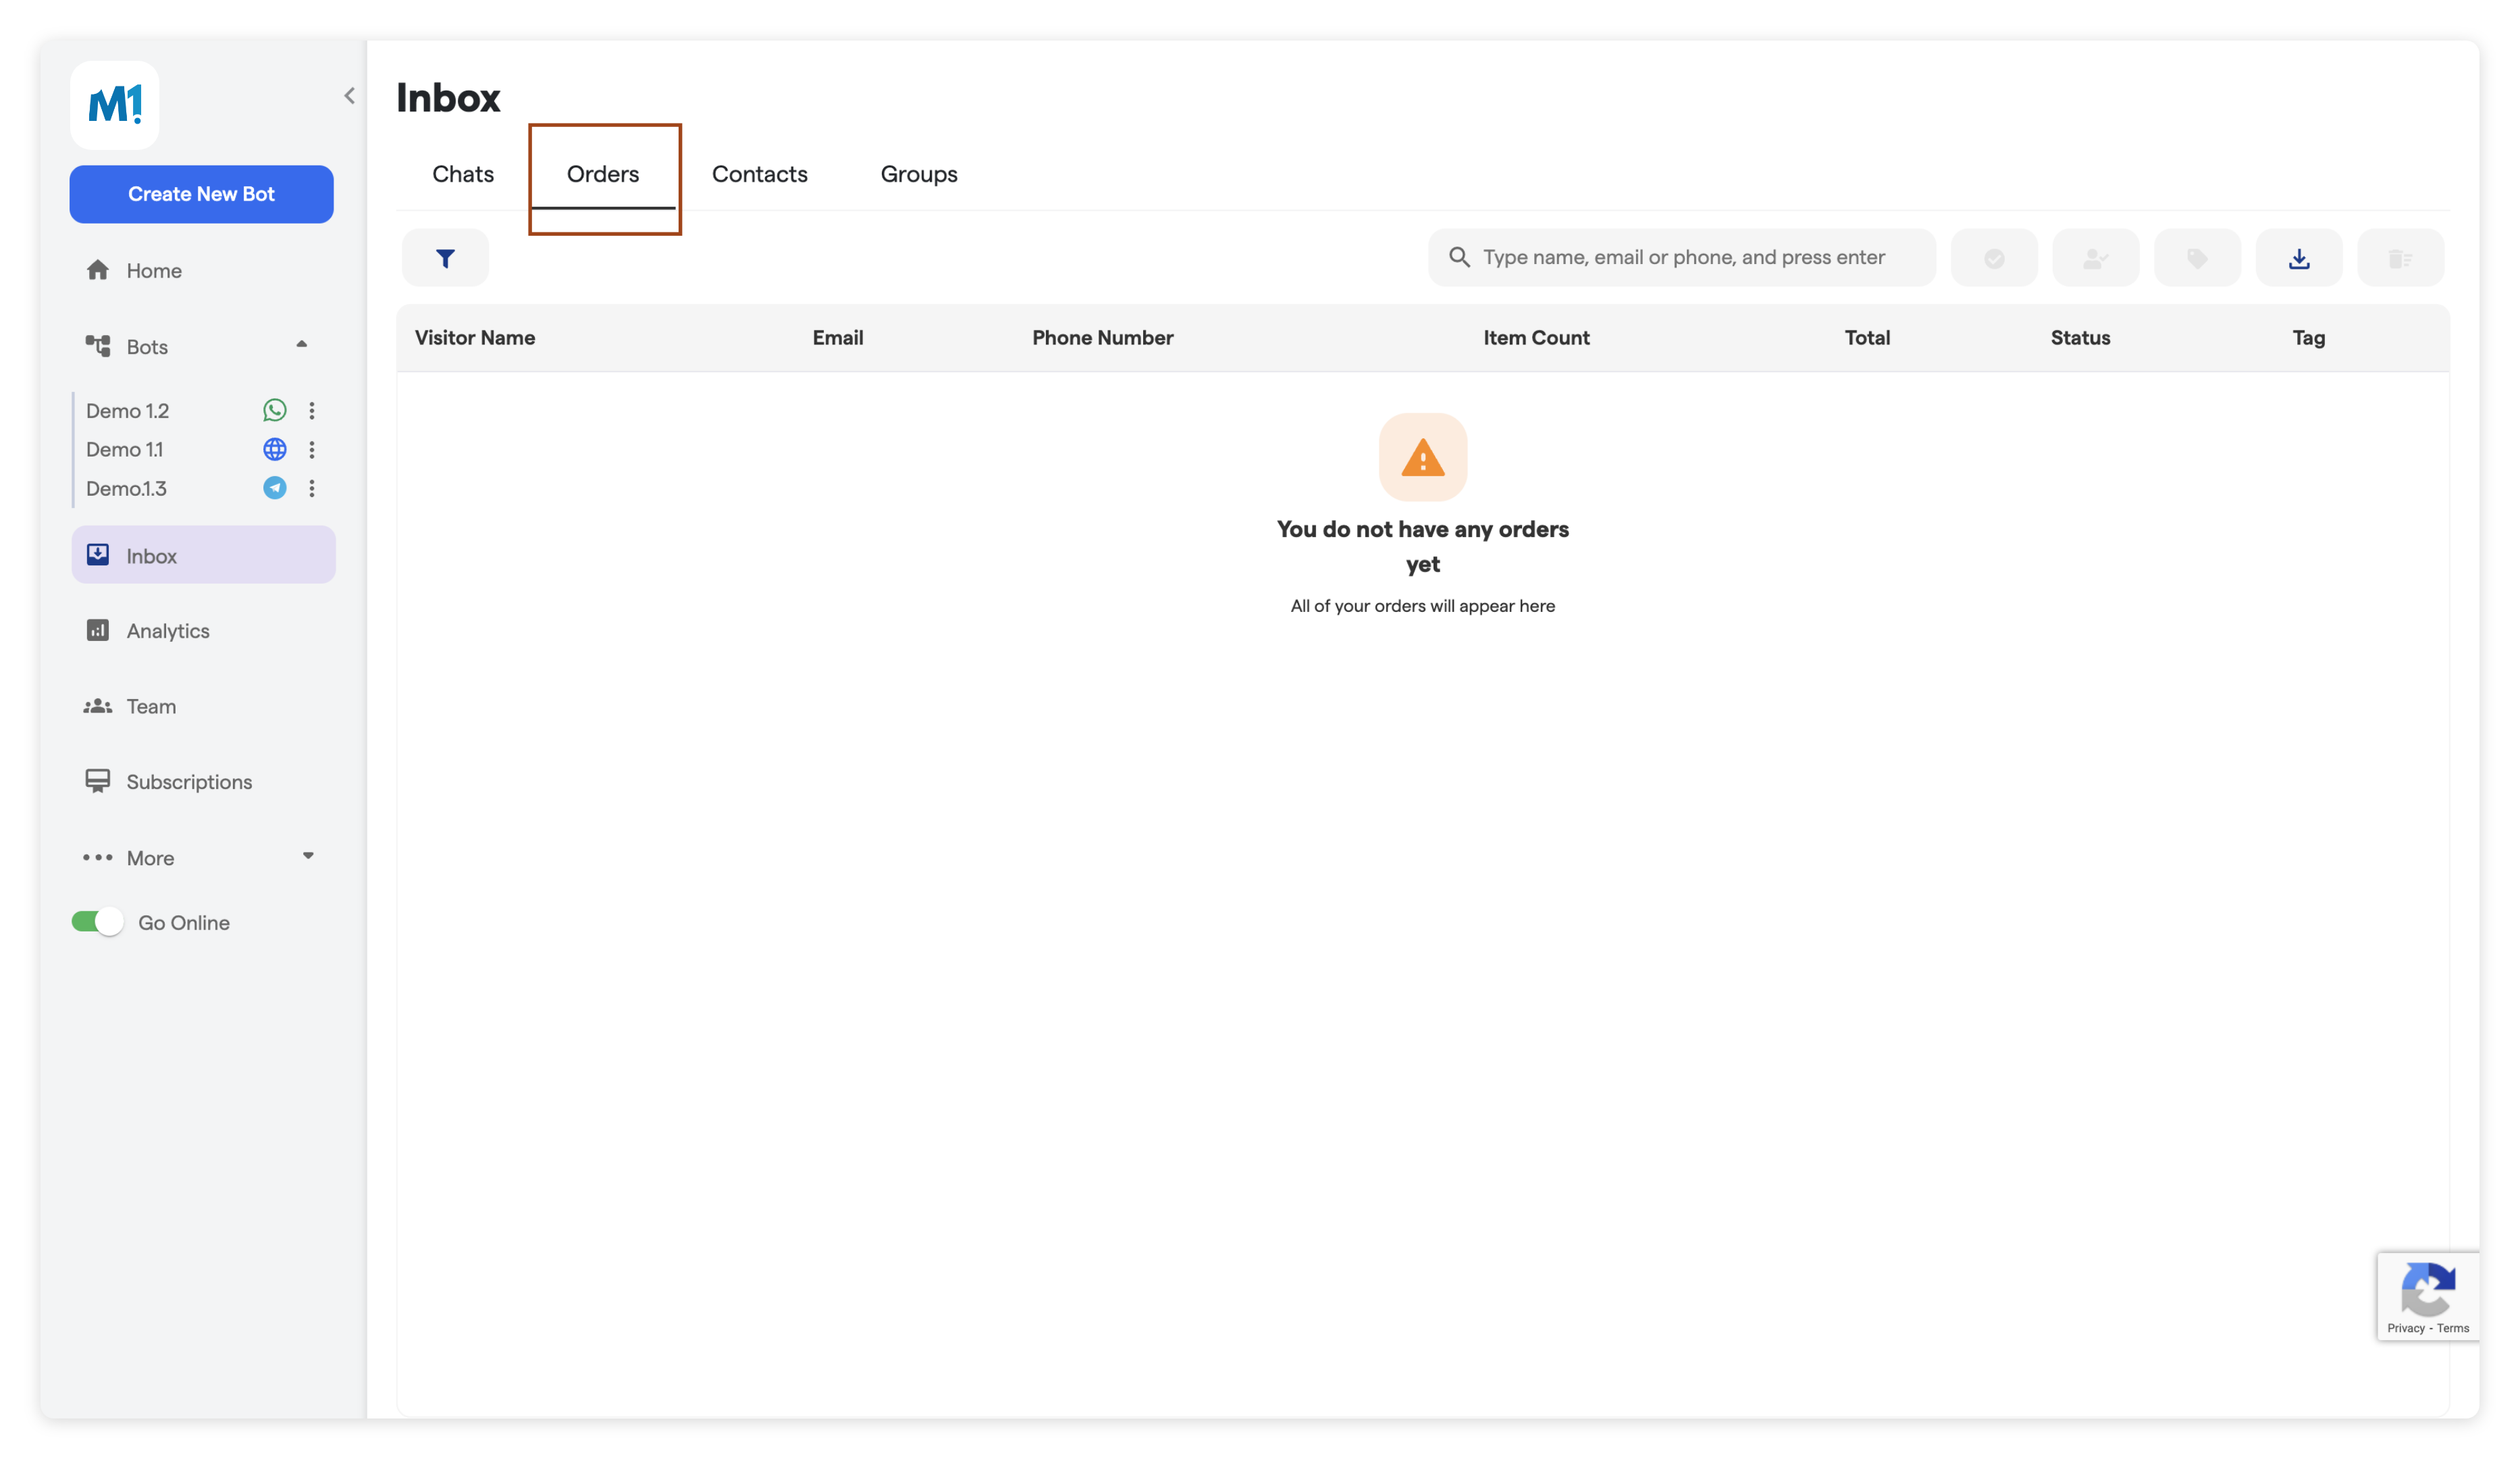 M1
Create New Bot
Home
Bots
Demo 1.2
Demo 1.1
Demo.1.3
Inbox
Analytics
Team
Subscriptions
More
Go Online
Inbox
Chats Orders Contacts Groups
Type name, email or phone, and press enter
Visitor Name Email Phone Number Item Count Total Status Tag
You do not have any orders
yet
All of your orders will appear here
Privacy - Terms